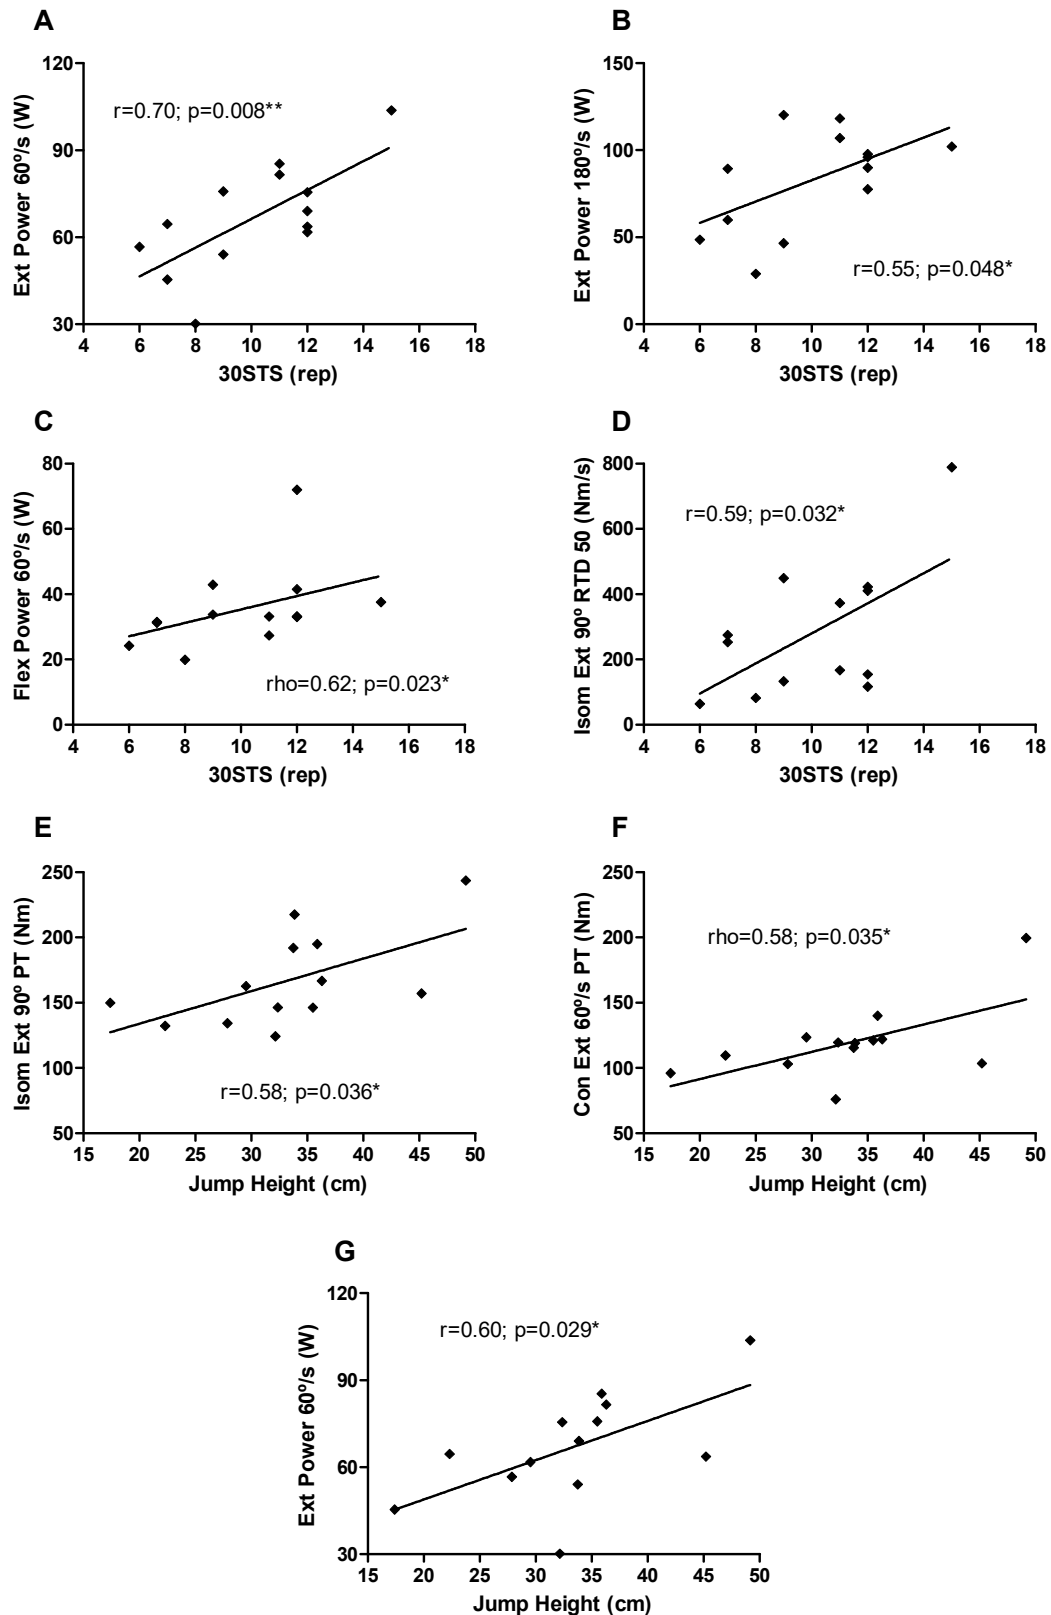 A
Ext Power 60º/s (W)
120
90
60
30
r=0.70; p=0.008**
4 6 8 10 12 14 16 18
30STS (rep)
B
Ext Power 180º/s (W)
150
100
50
0
r=0.55; p=0.048*
4 6 8 10 12 14 16 18
30STS (rep)
C
Flex Power 60º/s (W)
80
60
40
20
0
rho=0.62; p=0.023*
4 6 8 10 12 14 16 18
30STS (rep)
D
Isom Ext 90º RTD 50 (Nm/s)
800
600
400
200
0
r=0.59; p=0.032*
4 6 8 10 12 14 16 18
30STS (rep)
E
Isom Ext 90º PT (Nm)
250
200
150
100
50
r=0.58; p=0.036*
15 20 25 30 35 40 45 50
Jump Height (cm)
F
Con Ext 60º/s PT (Nm)
250
200
150
100
50
rho=0.58; p=0.035*
15 20 25 30 35 40 45 50
Jump Height (cm)
G
Ext Power 60º/s (W)
120
90
60
30
r=0.60; p=0.029*
15 20 25 30 35 40 45 50
Jump Height (cm)